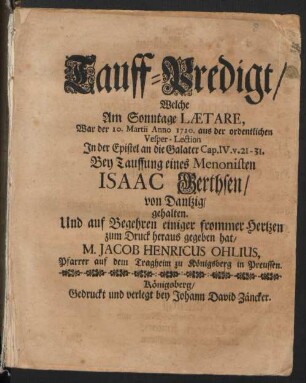 Tauff-Predigt/
Welche
Am Sonntage LÆTARE,
War der 10. Martii Anno 1720. aus der ordentlichen
Vesper-Lection
In der Epistel an die Galater Cap. IV. v. 21-31.
Bey Tauffung eines Menonisten
ISAAC Gerthsen/
von Dantzig/
gehalten.
Und auf Begehren einiger frommer Hertzen
zum Druck heraus gegeben hat/
M. JACOB HENRICUS OHLIUS,
Pfarrer auf dem Tragheim zu Königsberg in Preussen.
Königsberg/
Gedruckt und verlegt bey Johann David Zäncker.